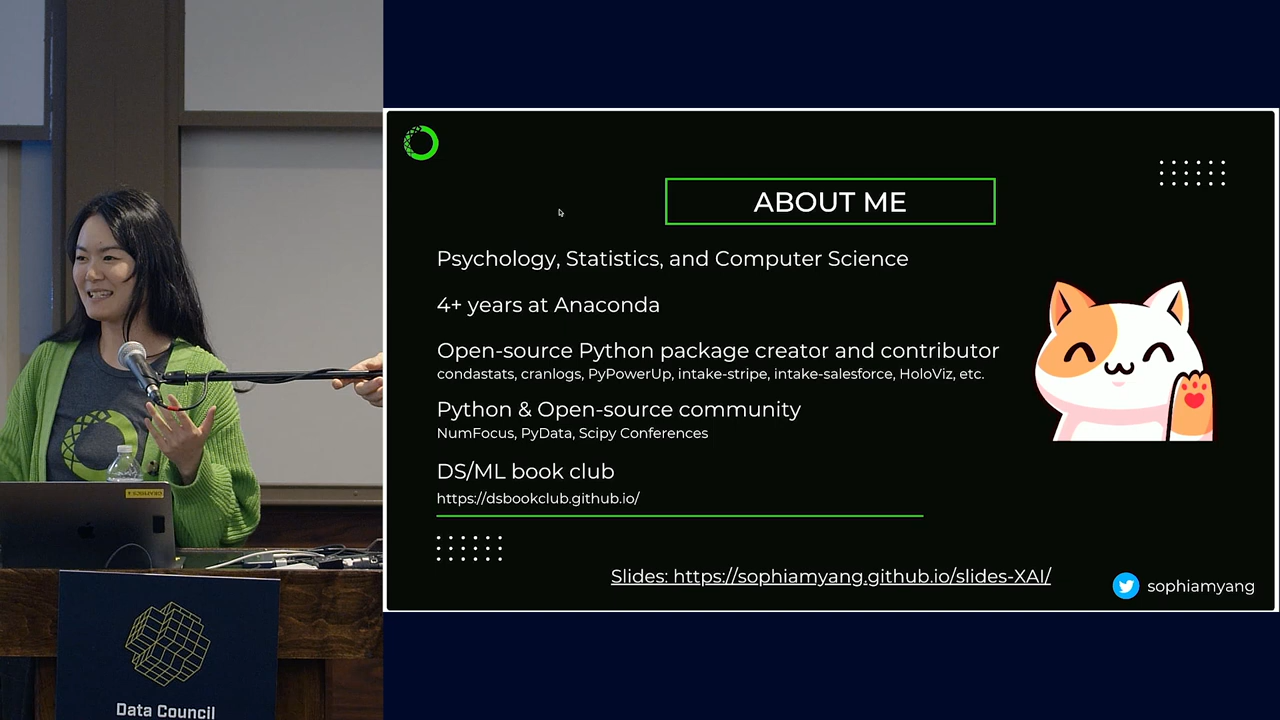 ABOUT ME
Psychology, Statistics, and Computer Science
4+ years at Anaconda
Open-source Python package creator and contributor
condastats, cranlogs, PyPowerUp, intake-stripe, intake-salesforce, HoloViz, etc.
Python & Open-source community
NumFocus, PyData, Scipy Conferences
DS/ML book club
https://dsbookclub.github.io/
Slides: https://sophiamyang.github.io/slides-XAI/
sophiamyang
Data Council